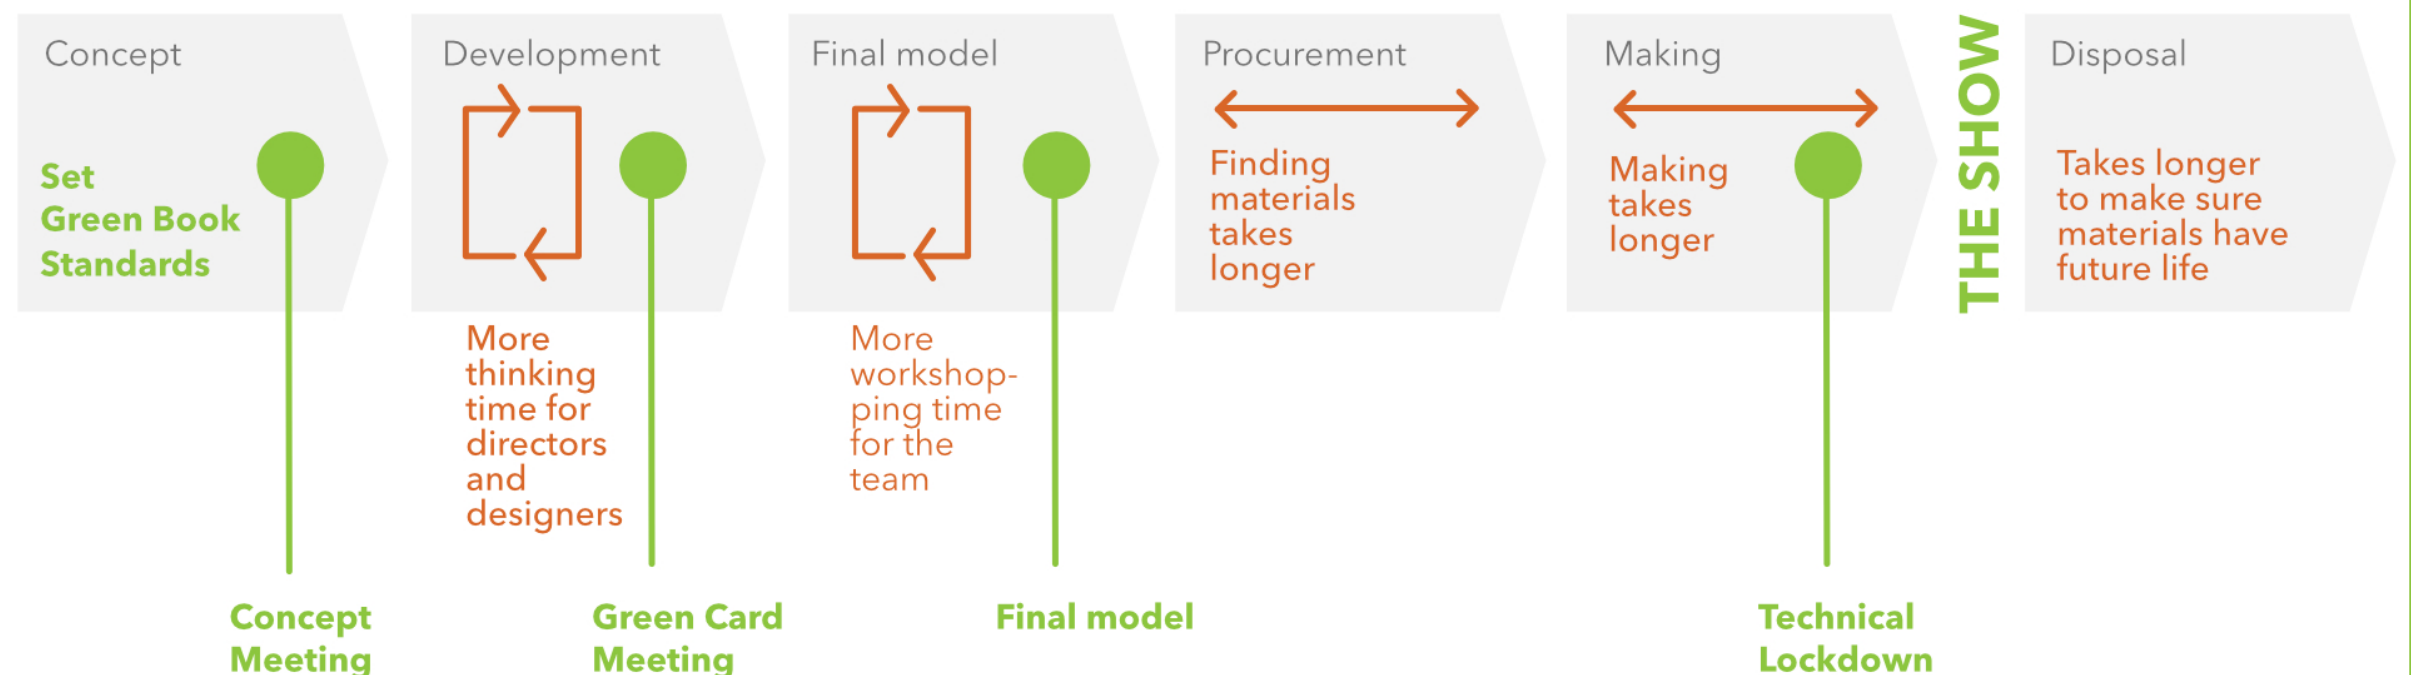 Concept
Set
Green Book
Standards
Concept
Meeting
Development
More
thinking
time for
directors
and
designers
Green Card
Meeting
Final model
More
workshop-
ping time
for the
team
Final model
Procurement
Finding
materials
takes
longer
Making
Making
takes
longer
Technical
Lockdown
THE SHOW
Disposal
Takes longer
to make sure
materials have
future life